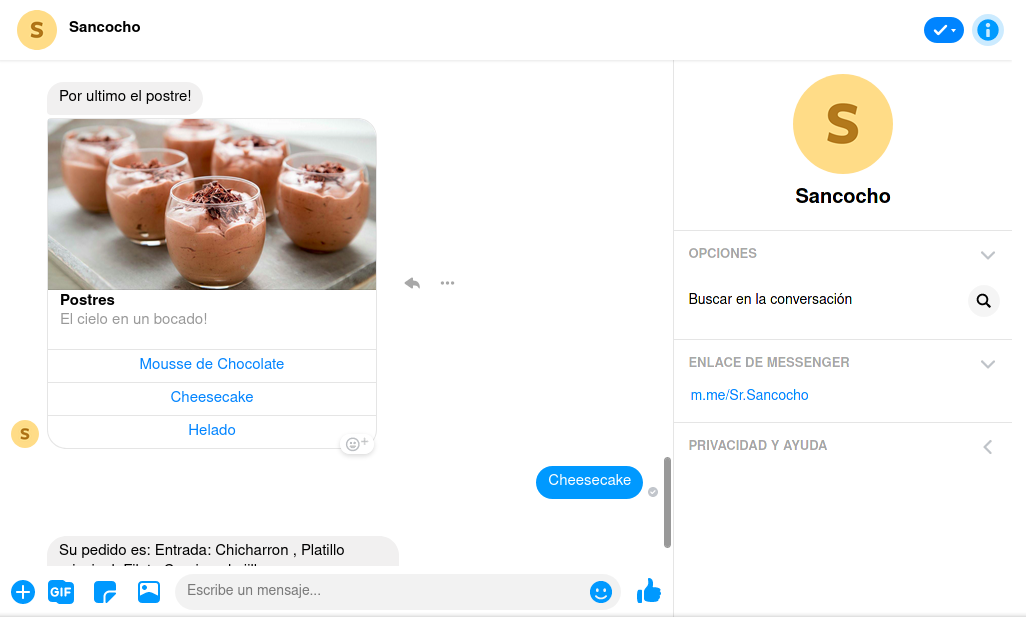 S
Sancocho
Por ultimo el postre!
Postres
El cielo en un bocado!
Mousse de Chocolate
Cheesecake
Helado
S
Cheesecake
Su pedido es: Entrada: Chicharron , Platillo
GIF
Escribe un mensaje...
S
Sancocho
OPCIONES
Buscar en la conversación
ENLACE DE MESSENGER
m.me/Sr.Sancocho
PRIVACIDAD Y AYUDA